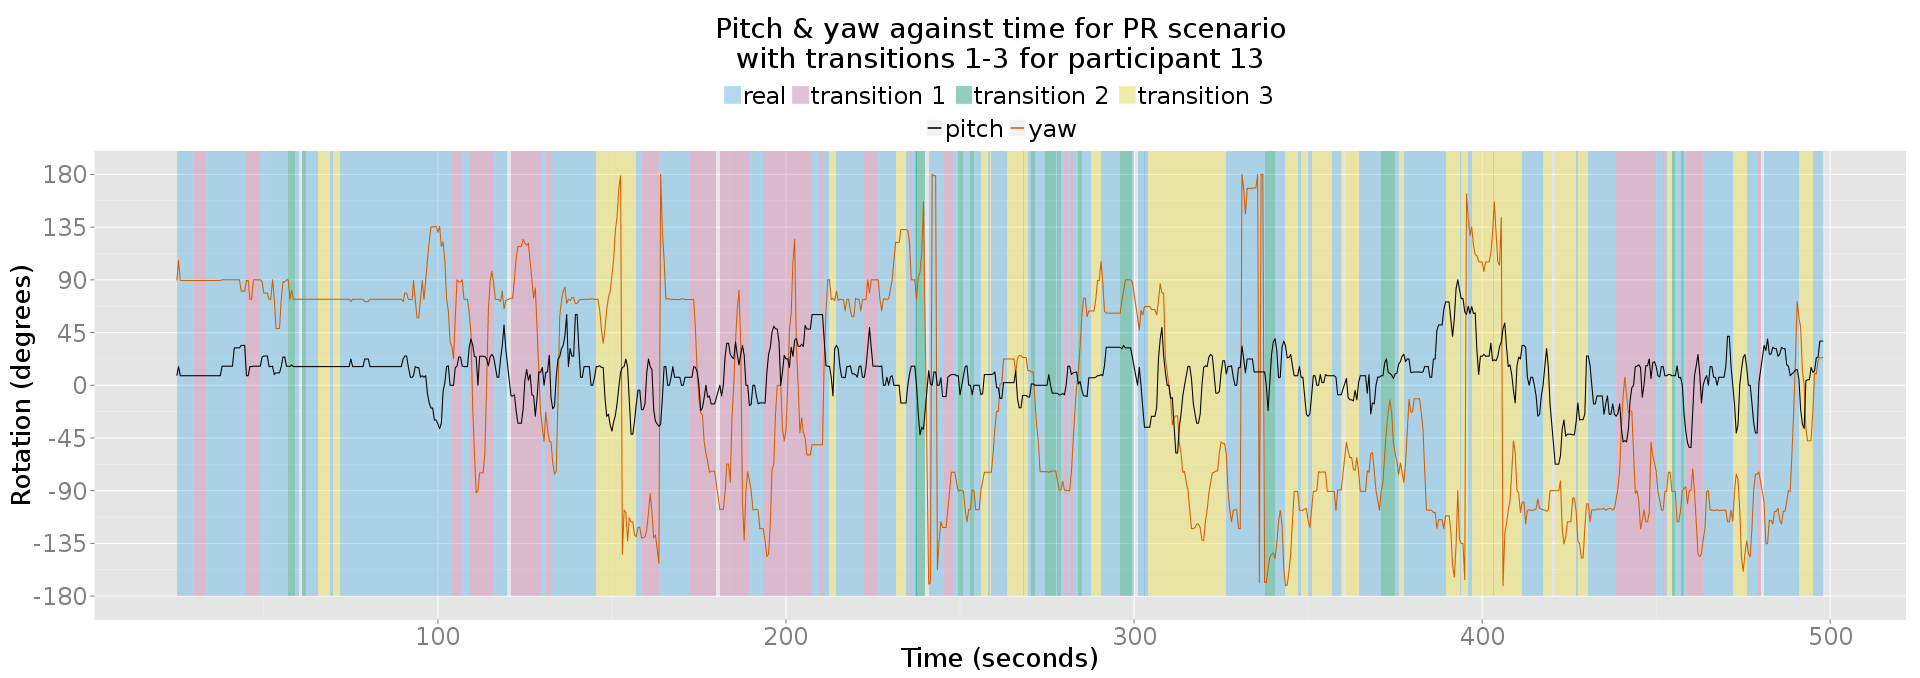 Pitch & yaw against time for PR scenario
with transitions 1-3 for participant 13
real transition 1 transition 2 transition 3
pitch yaw
180
135
90
45
0
-45
-90
-135
-180
Rotation (degrees)
100 200 300 400 500
Time (seconds)